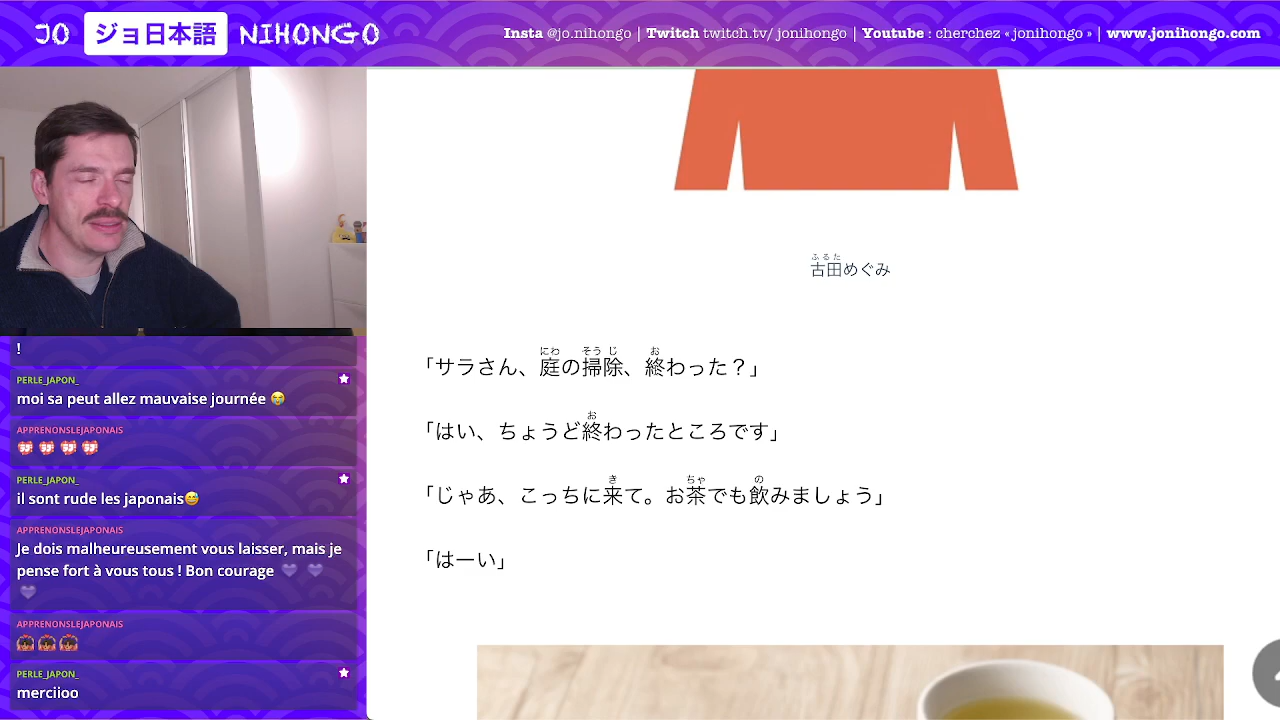 JO ジョ日本語 NIHONGO
Insta @jo.nihongo | Twitch twitch.tv/jonihongo | Youtube : cherchez « jonihongo » | www.jonihongo.com
!
PERLE_JAPON_
moi sa peut allez mauvaise journée 😭
APPRENONSLEJAPONAIS
PERLE_JAPON_
il sont rude les japonais😅
APPRENONSLEJAPONAIS
Je dois malheureusement vous laisser, mais je
pense fort à vous tous ! Bon courage 💜 💜
💜
APPRENONSLEJAPONAIS
PERLE_JAPON_
merciioo
ふるた
古田めぐみ
にわ そう じ お
「サラさん、庭の掃除、終わった？」
お
「はい、ちょうど終わったところです」
き ちゃ の
「じゃあ、こっちに来て。お茶でも飲みましょう」
「はーい」